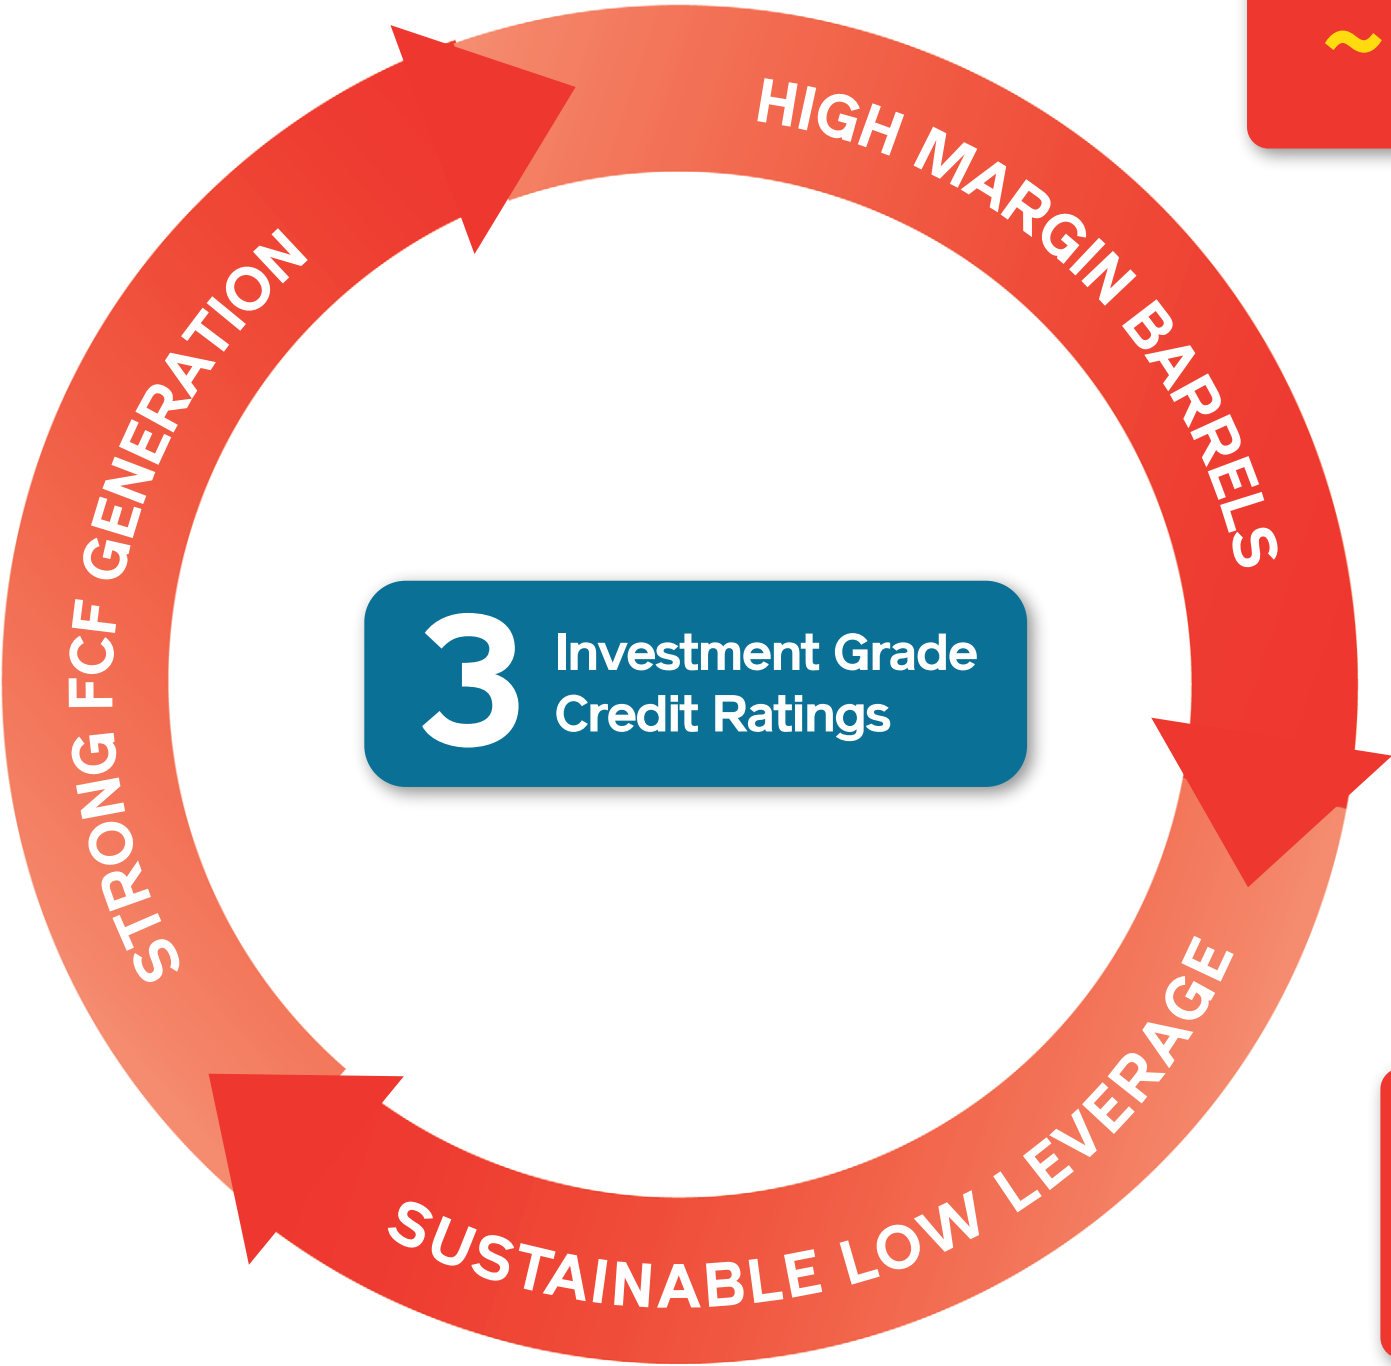 ~
HIGH MARGIN BARRELS
STRONG FCF GENERATION
3
Investment Grade
Credit Ratings
SUSTAINABLE LOW LEVERAGE